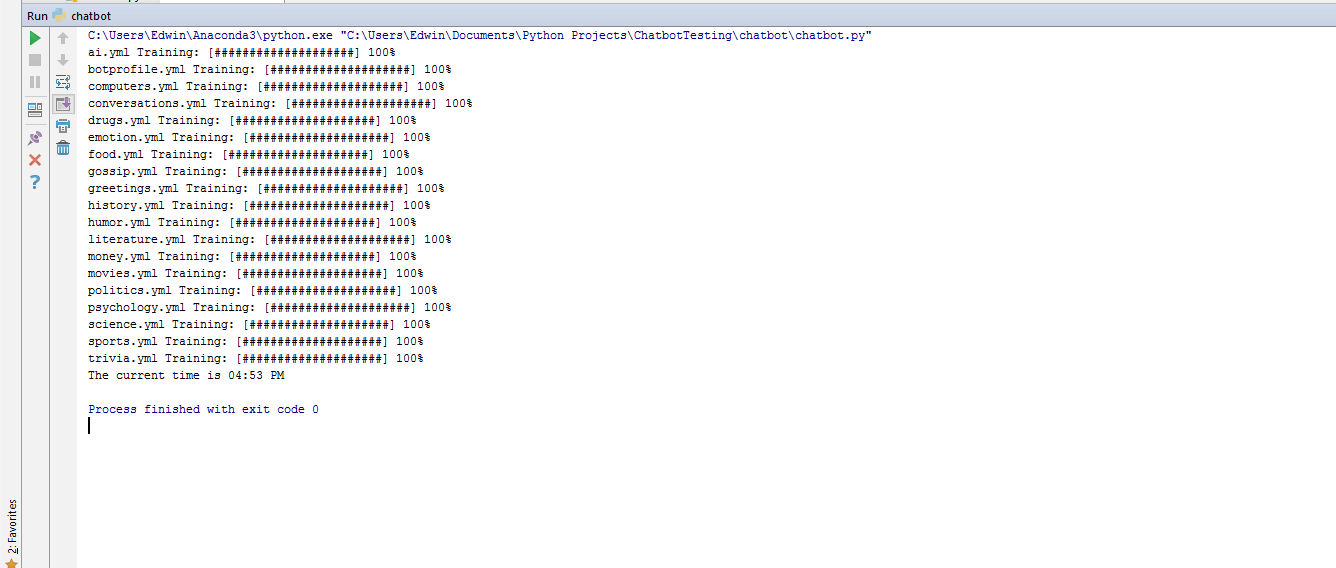 Run chatbot
C:\Users\Edwin\Anaconda3\python.exe "C:\Users\Edwin\Documents\Python Projects\ChatbotTesting\chatbot\chatbot.py"
ai.yml Training: [####################] 100%
botprofile.yml Training: [####################] 100%
computers.yml Training: [####################] 100%
conversations.yml Training: [####################] 100%
drugs.yml Training: [####################] 100%
emotion.yml Training: [####################] 100%
food.yml Training: [####################] 100%
gossip.yml Training: [####################] 100%
greetings.yml Training: [####################] 100%
history.yml Training: [####################] 100%
humor.yml Training: [####################] 100%
literature.yml Training: [####################] 100%
money.yml Training: [####################] 100%
movies.yml Training: [####################] 100%
politics.yml Training: [####################] 100%
psychology.yml Training: [####################] 100%
science.yml Training: [####################] 100%
sports.yml Training: [####################] 100%
trivia.yml Training: [####################] 100%
The current time is 04:53 PM
Process finished with exit code 0
2: Favorites